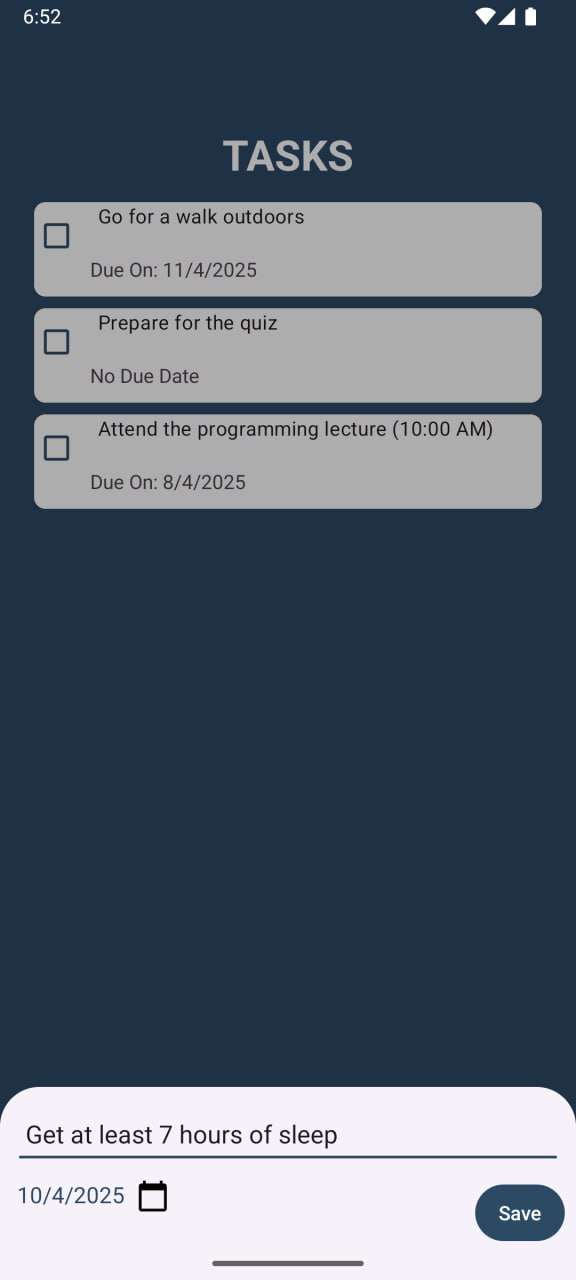 6:52
TASKS
Go for a walk outdoors
Due On: 11/4/2025
Prepare for the quiz
No Due Date
Attend the programming lecture (10:00 AM)
Due On: 8/4/2025
Get at least 7 hours of sleep
10/4/2025
Save